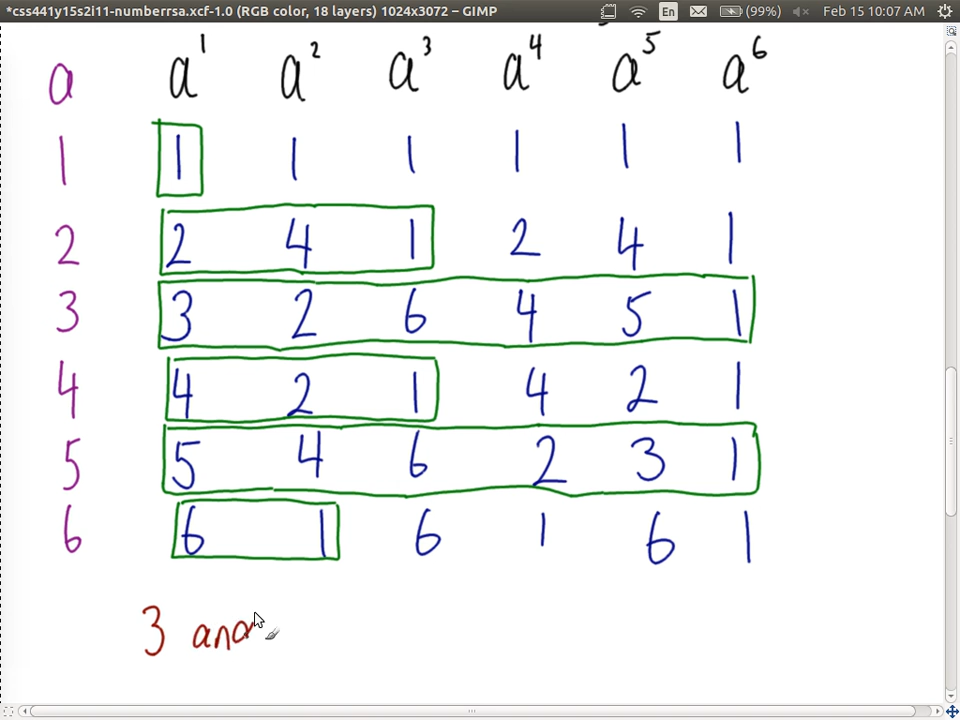 *css441y15s2i11-numberrsa.xcf-1.0 (RGB color, 18 layers) 1024x3072 – GIMP En (99%) Feb 15 10:07 AM
a a¹ a² a³ a⁴ a⁵ a⁶
1 1 1 1 1 1 1
2 2 4 1 2 4 1
3 3 2 6 4 5 1
4 4 2 1 4 2 1
5 5 4 6 2 3 1
6 6 1 6 1 6 1
3 and